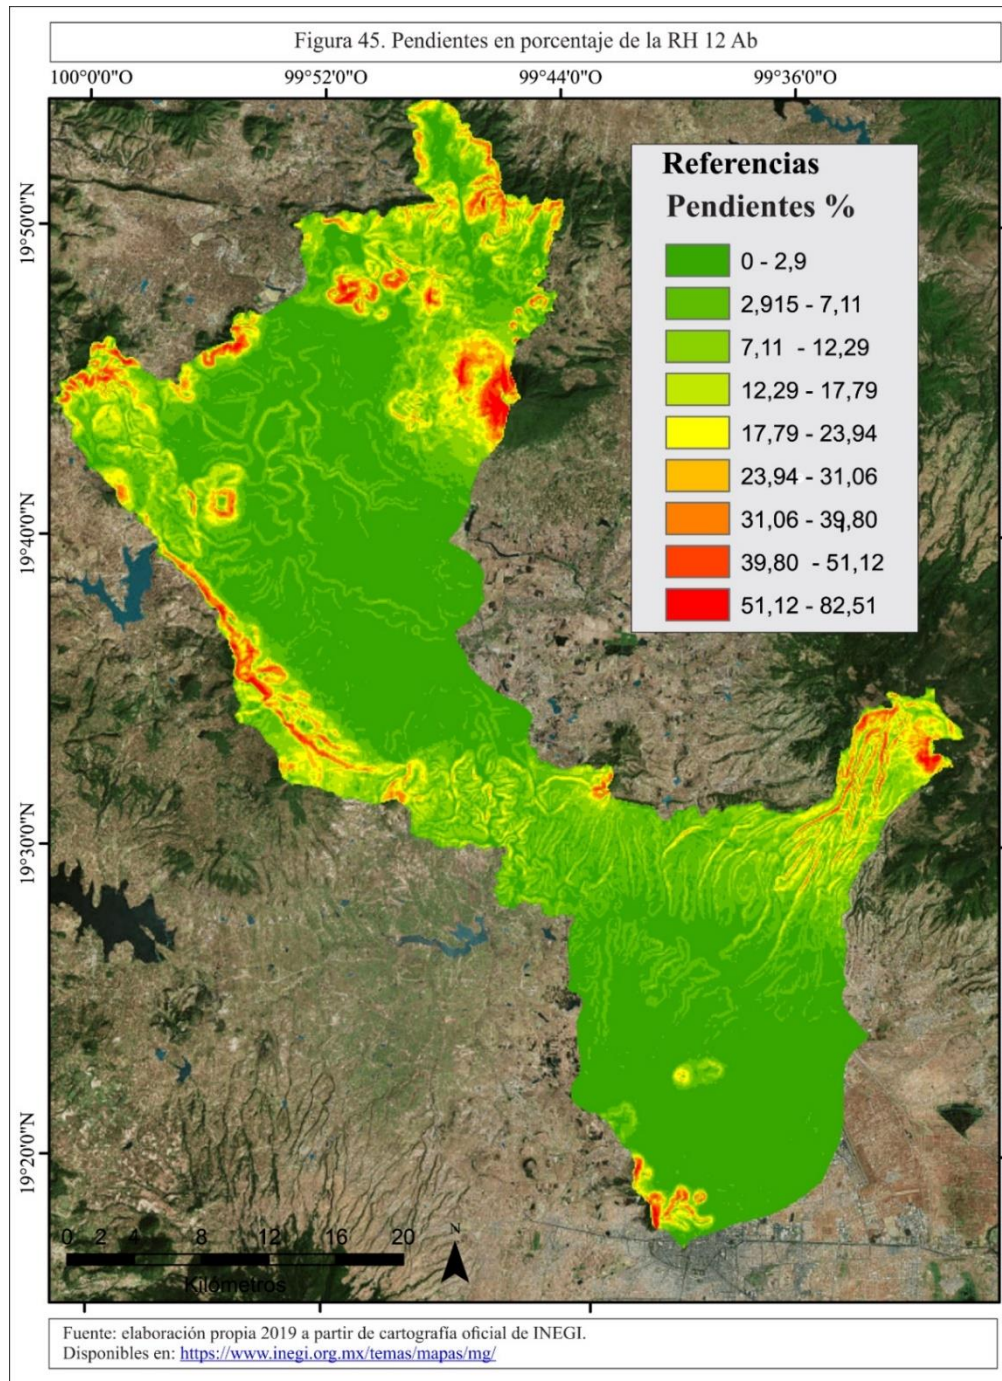 Figura 45. Pendientes en porcentaje de la RH 12 Ab
100°0'0"O 99°52'0"O 99°44'0"O 99°36'0"O
Referencias
Pendientes %
0 - 2,9
2,915 - 7,11
7,11 - 12,29
12,29 - 17,79
17,79 - 23,94
23,94 - 31,06
31,06 - 39,80
39,80 - 51,12
51,12 - 82,51
19°50'0"N
19°40'0"N
19°30'0"N
19°20'0"N
0 2 4 8 12 16 20
Kilómetros
N
Fuente: elaboración propia 2019 a partir de cartografía oficial de INEGI.
Disponibles en: https://www.inegi.org.mx/temas/mapas/mg/